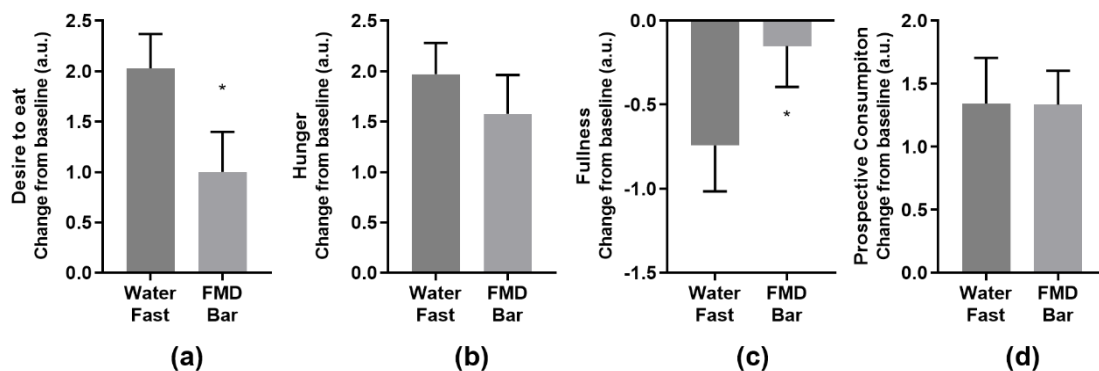 Desire to eat
Change from baseline (a.u.)
2.5
2.0
1.5
1.0
0.5
0.0
*
Water
Fast
FMD
Bar
(a)
Hunger
Change from baseline (a.u.)
2.5
2.0
1.5
1.0
0.5
0.0
Water
Fast
FMD
Bar
(b)
Fullness
Change from baseline (a.u.)
0.0
-0.5
-1.0
-1.5
*
Water
Fast
FMD
Bar
(c)
Prospective Consumpiton
Change from baseline (a.u.)
2.0
1.5
1.0
0.5
0.0
Water
Fast
FMD
Bar
(d)